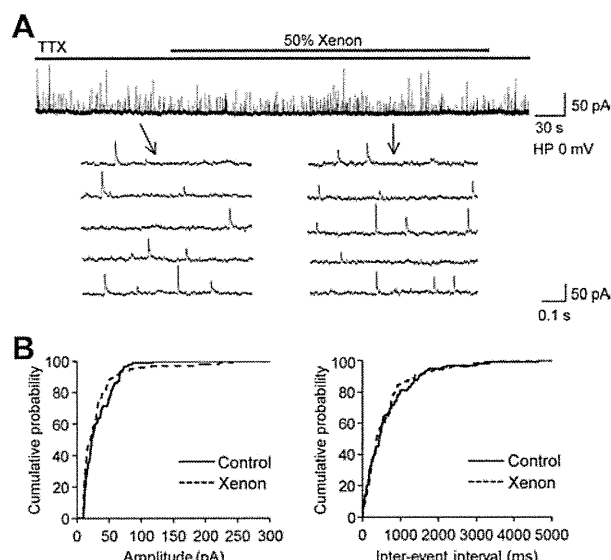 A
50% Xenon
TTX
50 pA
30 s
HP 0 mV
50 pA
0.1 s
B
Cumulative probability
100
80
60
40
20
0
Control
Xenon
0 50 100 150 200 250 300
Amplitude (pA)
Cumulative probability
100
80
60
40
20
0
Control
Xenon
0 1000 2000 3000 4000 5000
Inter-event interval (ms)